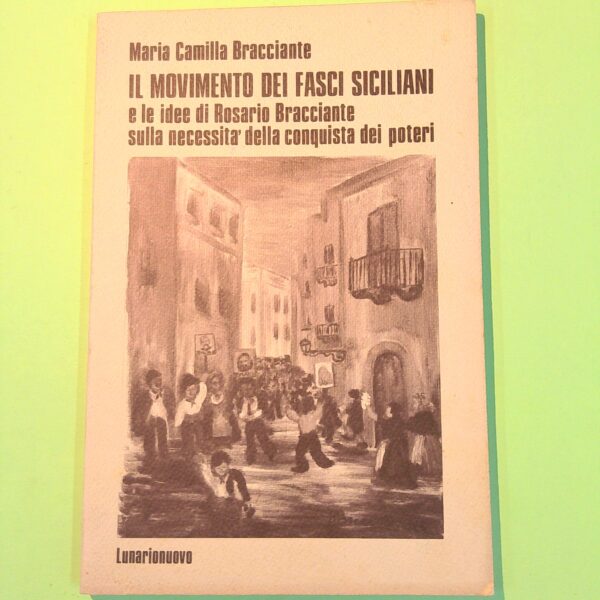 Maria Camilla Bracciante
IL MOVIMENTO DEI FASCI SICILIANI
e le idee di Rosario Bracciante
sulla necessita' della conquista dei poteri
Lunarionuovo